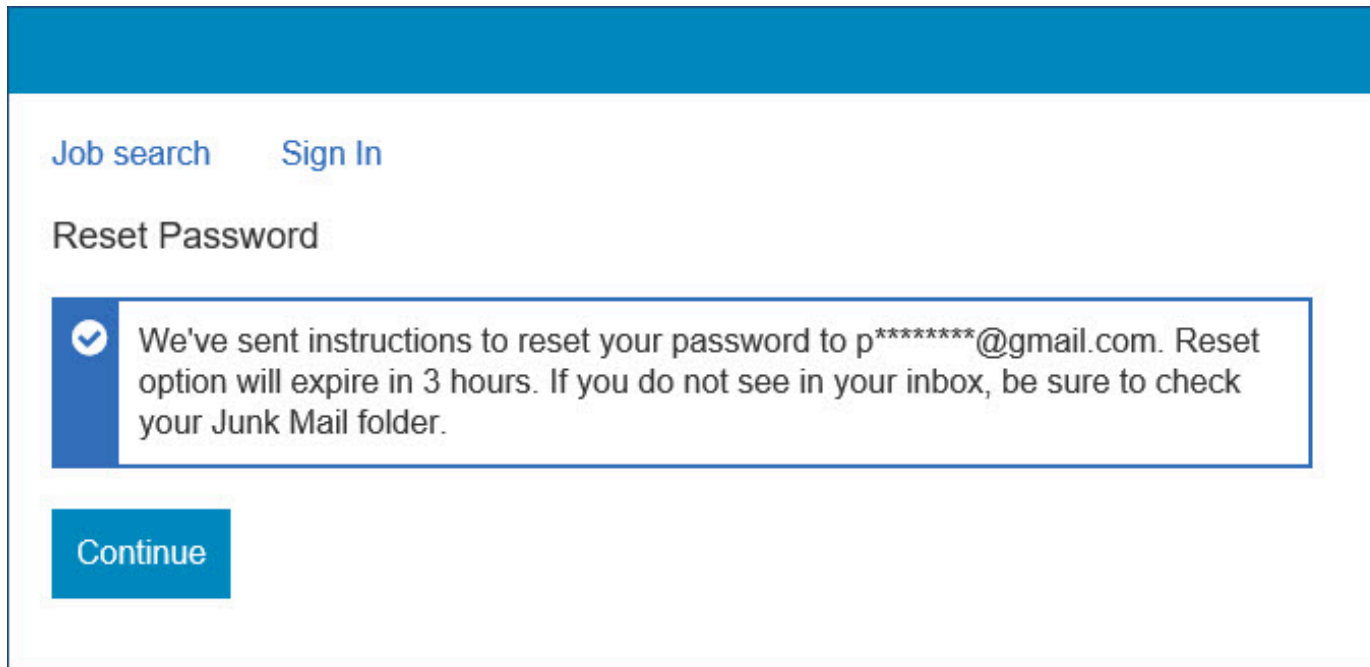 Job search Sign In
Reset Password
We've sent instructions to reset your password to p********@gmail.com. Reset
option will expire in 3 hours. If you do not see in your inbox, be sure to check
your Junk Mail folder.
Continue